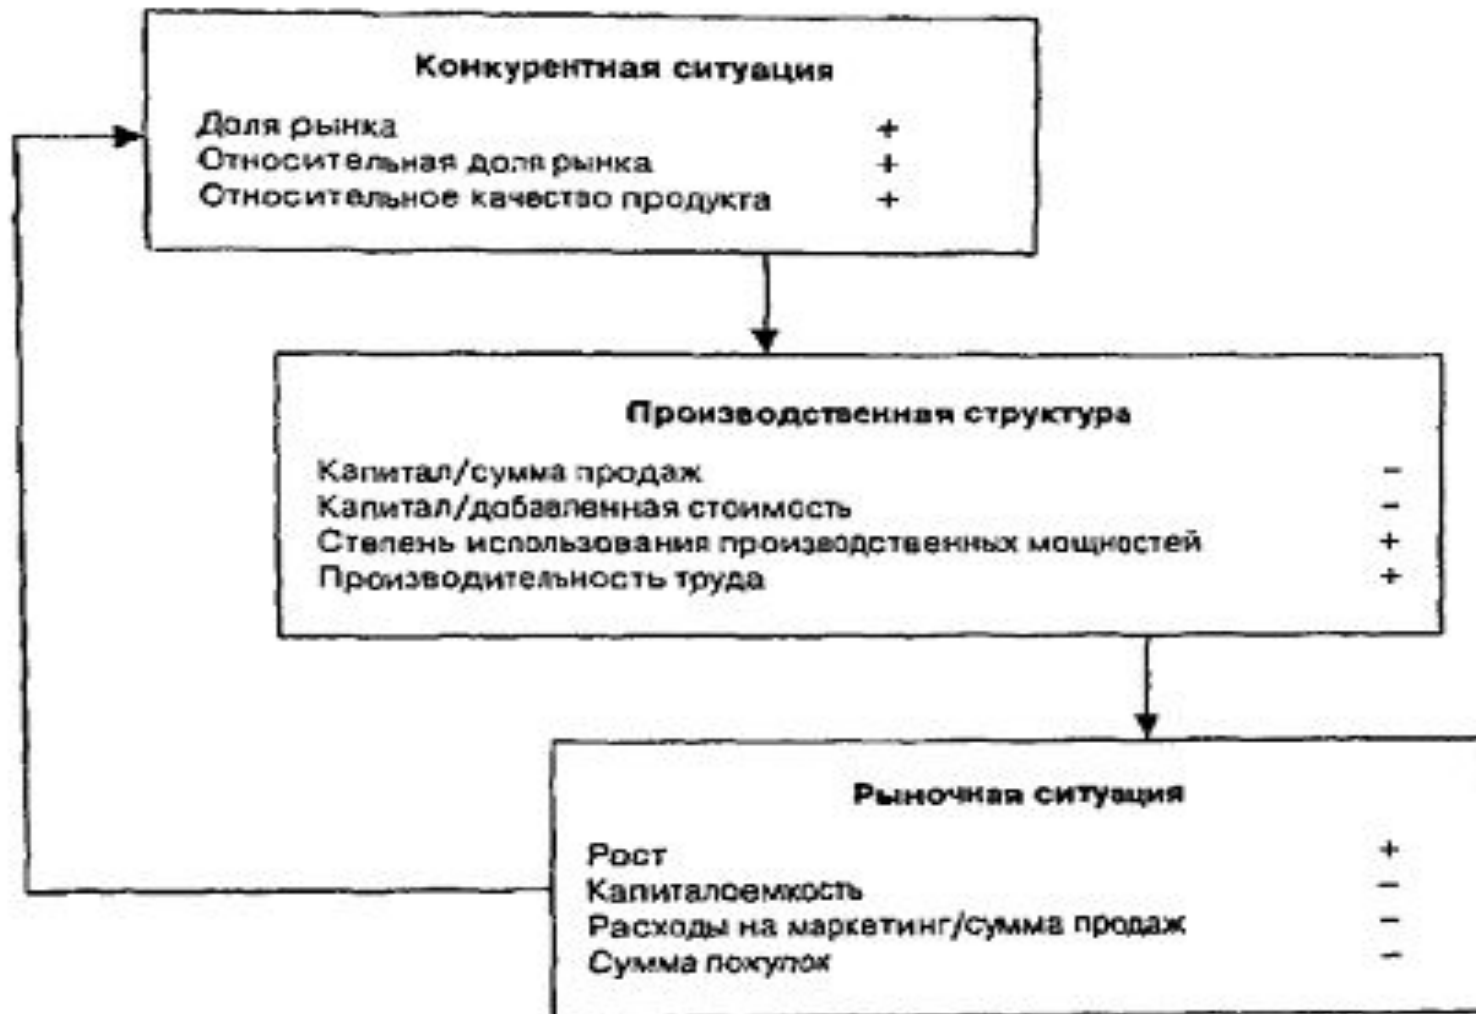 Конкурентная ситуация
Доля рынка +
Относительная доля рынка +
Относительное качество продукта +
Производственная структура
Капитал/сумма продаж –
Капитал/добавленная стоимость –
Степень использования производственных мощностей +
Производительность труда +
Рыночная ситуация
Рост +
Капиталоемкость –
Расходы на маркетинг/сумма продаж –
Сумма покупок –